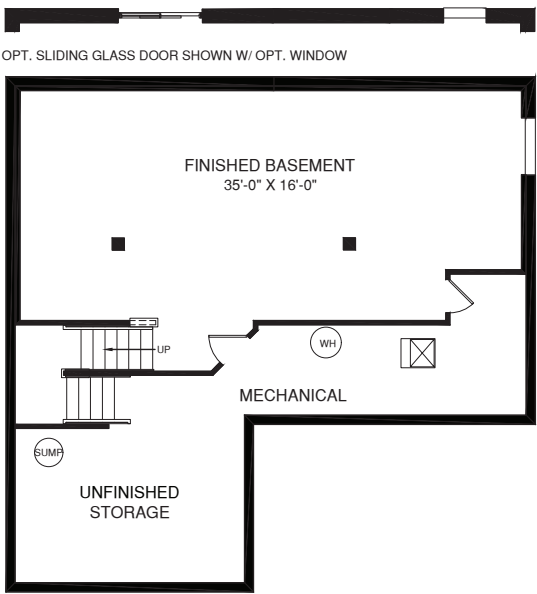 OPT. SLIDING GLASS DOOR SHOWN W/ OPT. WINDOW
FINISHED BASEMENT
35'-0" X 16'-0"
UP
WH
MECHANICAL
SUMP
UNFINISHED
STORAGE